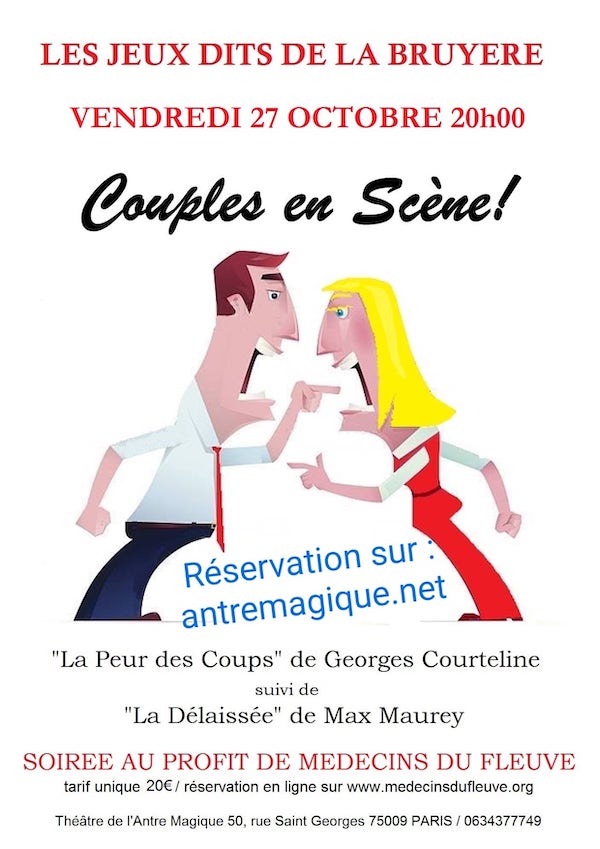 LES JEUX DITS DE LA BRUYERE
VENDREDI 27 OCTOBRE 20h00
Couples en Scène!
Réservation sur :
antremagique.net
"La Peur des Coups" de Georges Courteline
suivi de
"La Délaissée" de Max Maurey
SOIREE AU PROFIT DE MEDECINS DU FLEUVE
tarif unique 20€ / réservation en ligne sur www.medecinsdufleuve.org
Théâtre de l'Antre Magique 50, rue Saint Georges 75009 PARIS / 0634377749